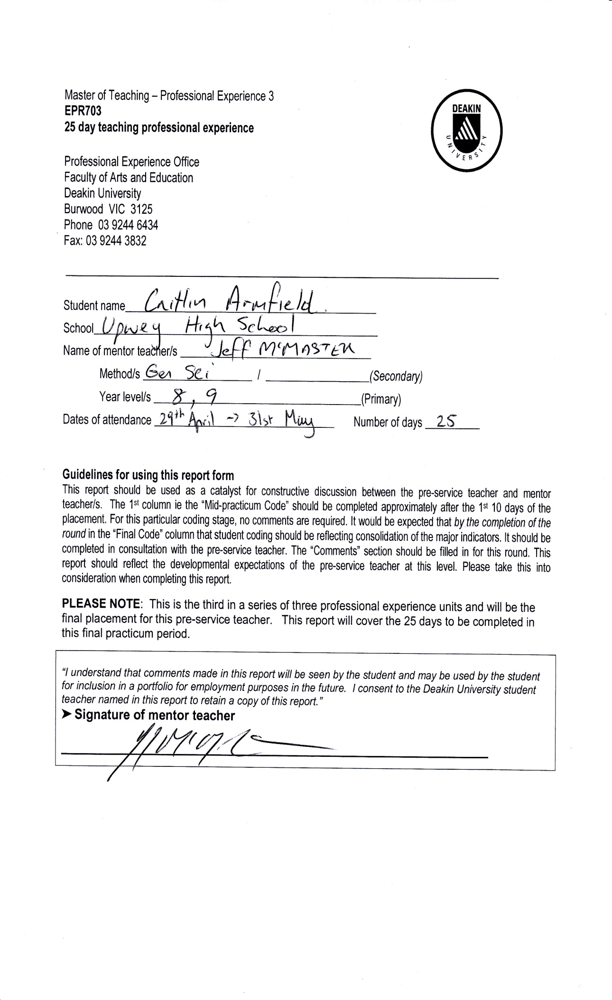 Master of Teaching – Professional Experience 3
EPR703
25 day teaching professional experience
DEAKIN
UNIVERSITY
Professional Experience Office
Faculty of Arts and Education
Deakin University
Burwood VIC 3125
Phone 03 9244 6434
Fax: 03 9244 3832
Student name Caitlin Armfield.
School Upwey High School
Name of mentor teacher/s Jeff McMASTER
Method/s Gen Sci / (Secondary)
Year level/s 8, 9 (Primary)
Dates of attendance 29th April -> 31st May Number of days 25
Guidelines for using this report form
This report should be used as a catalyst for constructive discussion between the pre-service teacher and mentor
teacher/s. The 1st column ie the “Mid-practicum Code” should be completed approximately after the 1st 10 days of the
placement. For this particular coding stage, no comments are required. It would be expected that by the completion of the
round in the “Final Code” column that student coding should be reflecting consolidation of the major indicators. It should be
completed in consultation with the pre-service teacher. The “Comments” section should be filled in for this round. This
report should reflect the developmental expectations of the pre-service teacher at this level. Please take this into
consideration when completing this report.
PLEASE NOTE: This is the third in a series of three professional experience units and will be the
final placement for this pre-service teacher. This report will cover the 25 days to be completed in
this final practicum period.
“I understand that comments made in this report will be seen by the student and may be used by the student
for inclusion in a portfolio for employment purposes in the future. I consent to the Deakin University student
teacher named in this report to retain a copy of this report.”
➤ Signature of mentor teacher